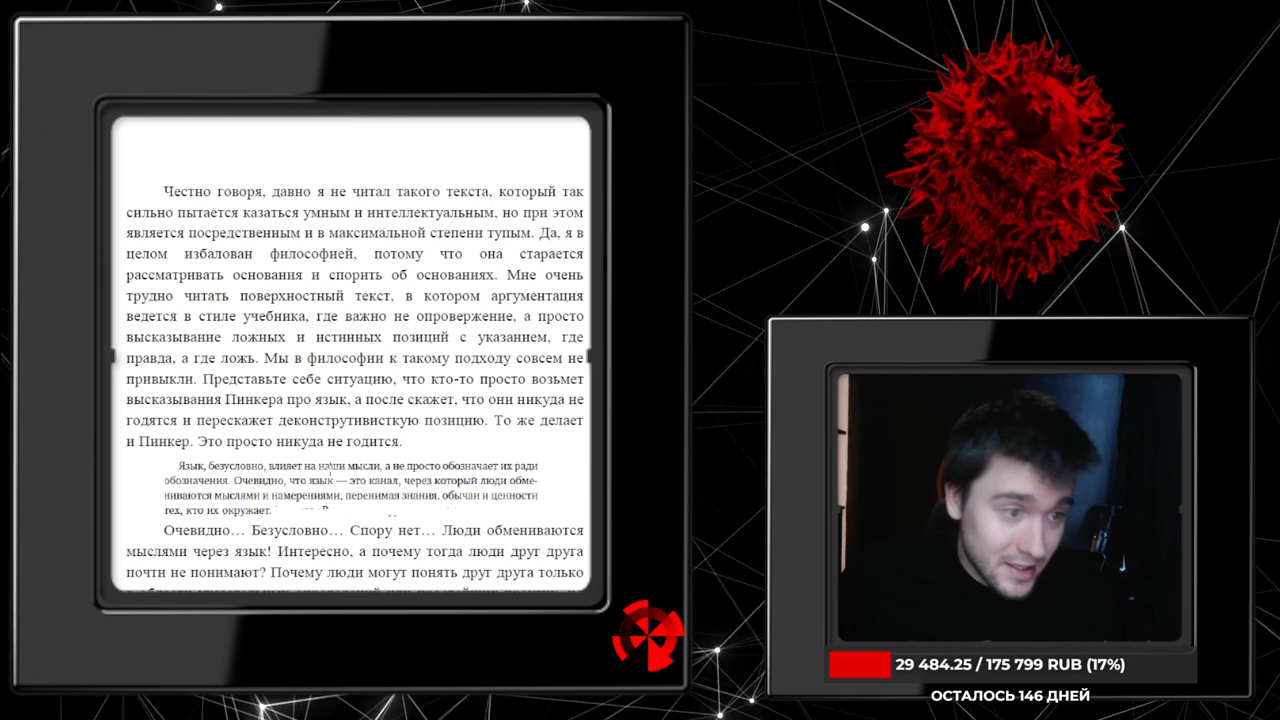 Честно говоря, давно я не читал такого текста, который так
сильно пытается казаться умным и интеллектуальным, но при этом
является посредственным и в максимальной степени тупым. Да, я в
целом избалован философией, потому что она старается
рассматривать основания и спорить об основаниях. Мне очень
трудно читать поверхностный текст, в котором аргументация
ведется в стиле учебника, где важно не опровержение, а просто
высказывание ложных и истинных позиций с указанием, где
правда, а где ложь. Мы в философии к такому подходу совсем не
привыкли. Представьте себе ситуацию, что кто-то просто возьмет
высказывания Пинкера про язык, а после скажет, что они никуда не
годятся и перескажет деконструтивисткую позицию. То же делает
и Пинкер. Это просто никуда не годится.
Язык, безусловно, влияет на наши мысли, а не просто обозначает их ради
обозначения. Очевидно, что язык — это канал, через который люди обме-
ниваются мыслями и намерениями, перенимая знания, обычаи и ценности
тех, кто их окружает.
Очевидно… Безусловно… Спору нет… Люди обмениваются
мыслями через язык! Интересно, а почему тогда люди друг друга
почти не понимают? Почему люди могут понять друг друга только
29 484.25 / 175 799 RUB (17%)
ОСТАЛОСЬ 146 ДНЕЙ